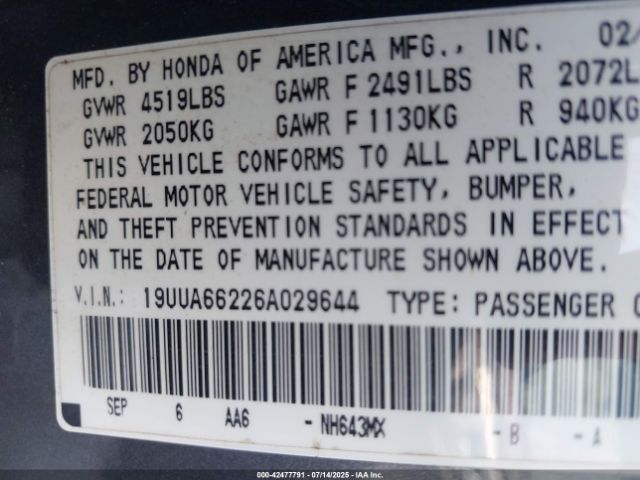 MFD. BY HONDA OF AMERICA MFG., INC. 02/
GVWR 4519LBS GAWR F 2491LBS R 2072L
GVWR 2050KG GAWR F 1130KG R 940KG
THIS VEHICLE CONFORMS TO ALL APPLICABLE
FEDERAL MOTOR VEHICLE SAFETY, BUMPER,
AND THEFT PREVENTION STANDARDS IN EFFECT
ON THE DATE OF MANUFACTURE SHOWN ABOVE.
V.I.N.: 19UUA66226A029644 TYPE: PASSENGER
SEP 6 AA6 -NH643MX -B -A
000-42477791 - 07/14/2025 - IAAI.COM